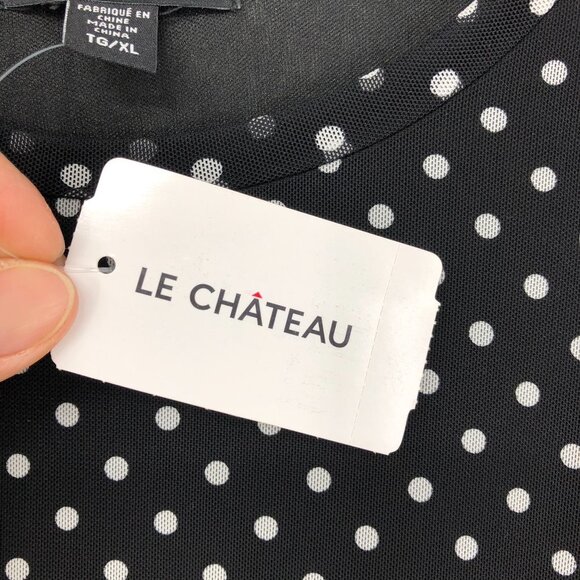 FABRIQUÉ EN
CHINE
MADE IN
CHINA
TG/XL
LE CHÂTEAU